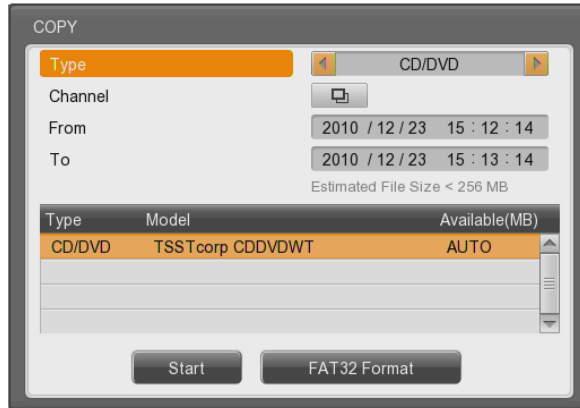 COPY
Type CD/DVD
Channel
From 2010 / 12 / 23 15 : 12 : 14
To 2010 / 12 / 23 15 : 13 : 14
Estimated File Size < 256 MB
Type Model Available(MB)
CD/DVD TSSTcorp CDDVDWT AUTO
Start FAT32 Format